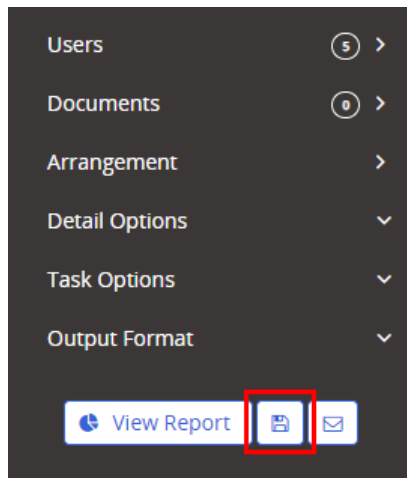 Users 5
Documents 0
Arrangement
Detail Options
Task Options
Output Format
View Report